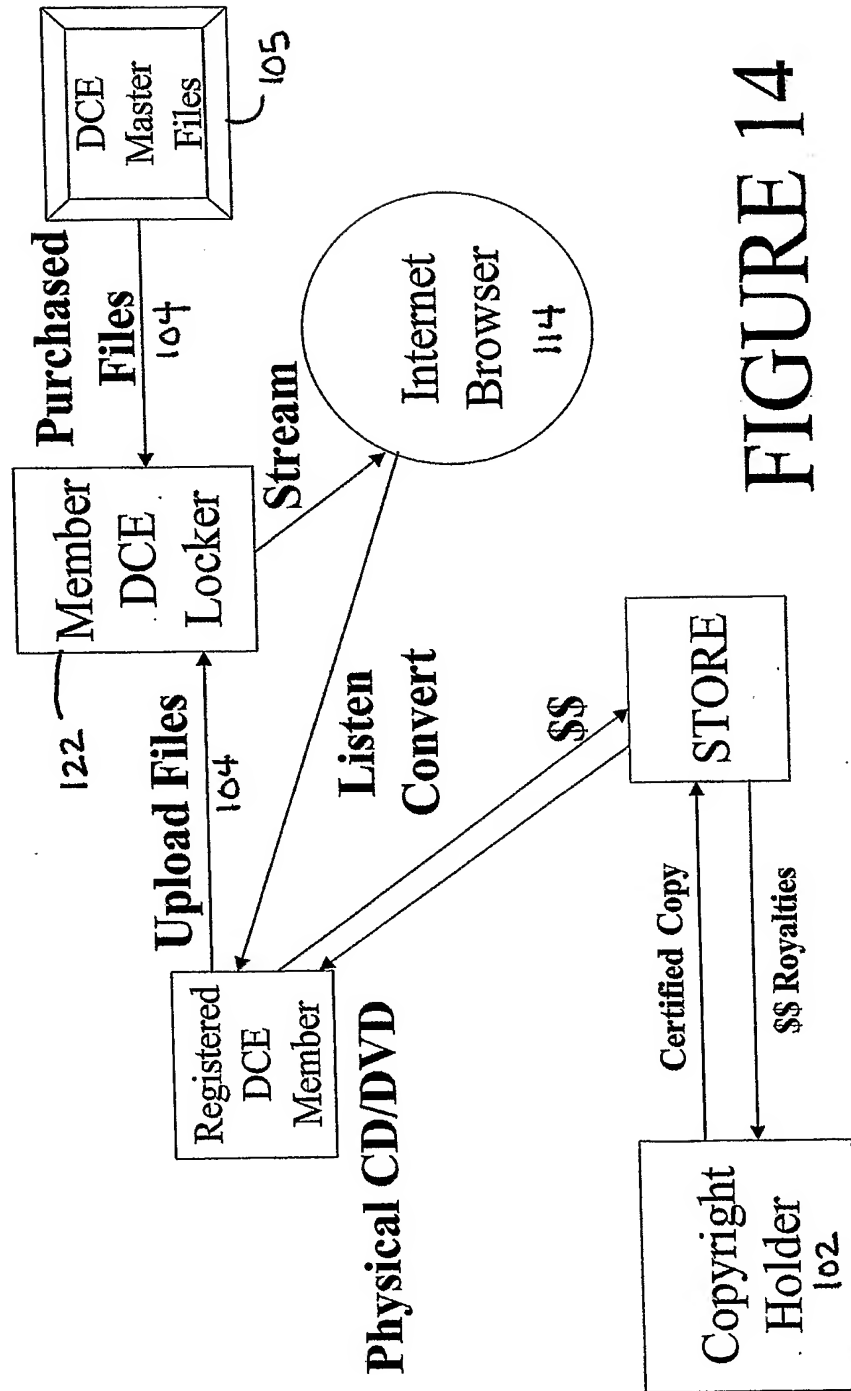 DCE
Master
Files
105
Purchased
Files
104
Member
DCE
Locker
122
Stream
Internet
Browser
114
Upload Files
104
Listen
Convert
Registered
DCE
Member
$$
STORE
Physical CD/DVD
Certified Copy
$$ Royalties
Copyright
Holder
102
FIGURE 14